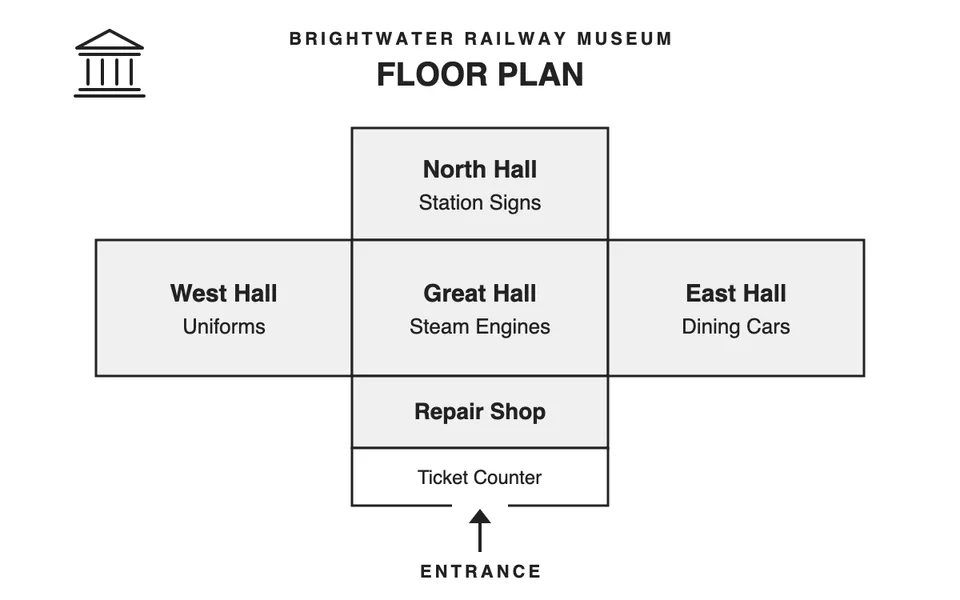 BRIGHTWATER RAILWAY MUSEUM
FLOOR PLAN
North Hall
Station Signs
West Hall
Uniforms
Great Hall
Steam Engines
East Hall
Dining Cars
Repair Shop
Ticket Counter
ENTRANCE